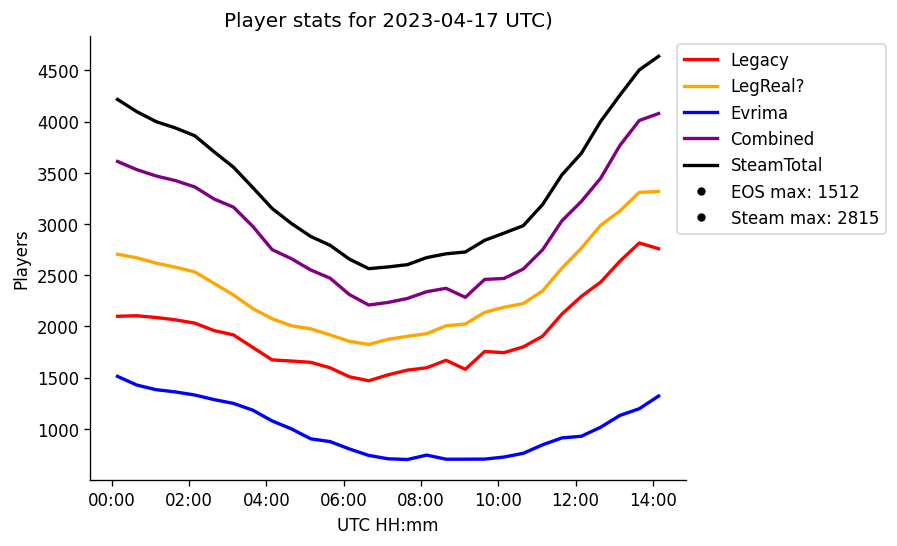 Player stats for 2023-04-17 UTC)
Players
4500
4000
3500
3000
2500
2000
1500
1000
00:00 02:00 04:00 06:00 08:00 10:00 12:00 14:00
UTC HH:mm
Legacy
LegReal?
Evrima
Combined
SteamTotal
EOS max: 1512
Steam max: 2815